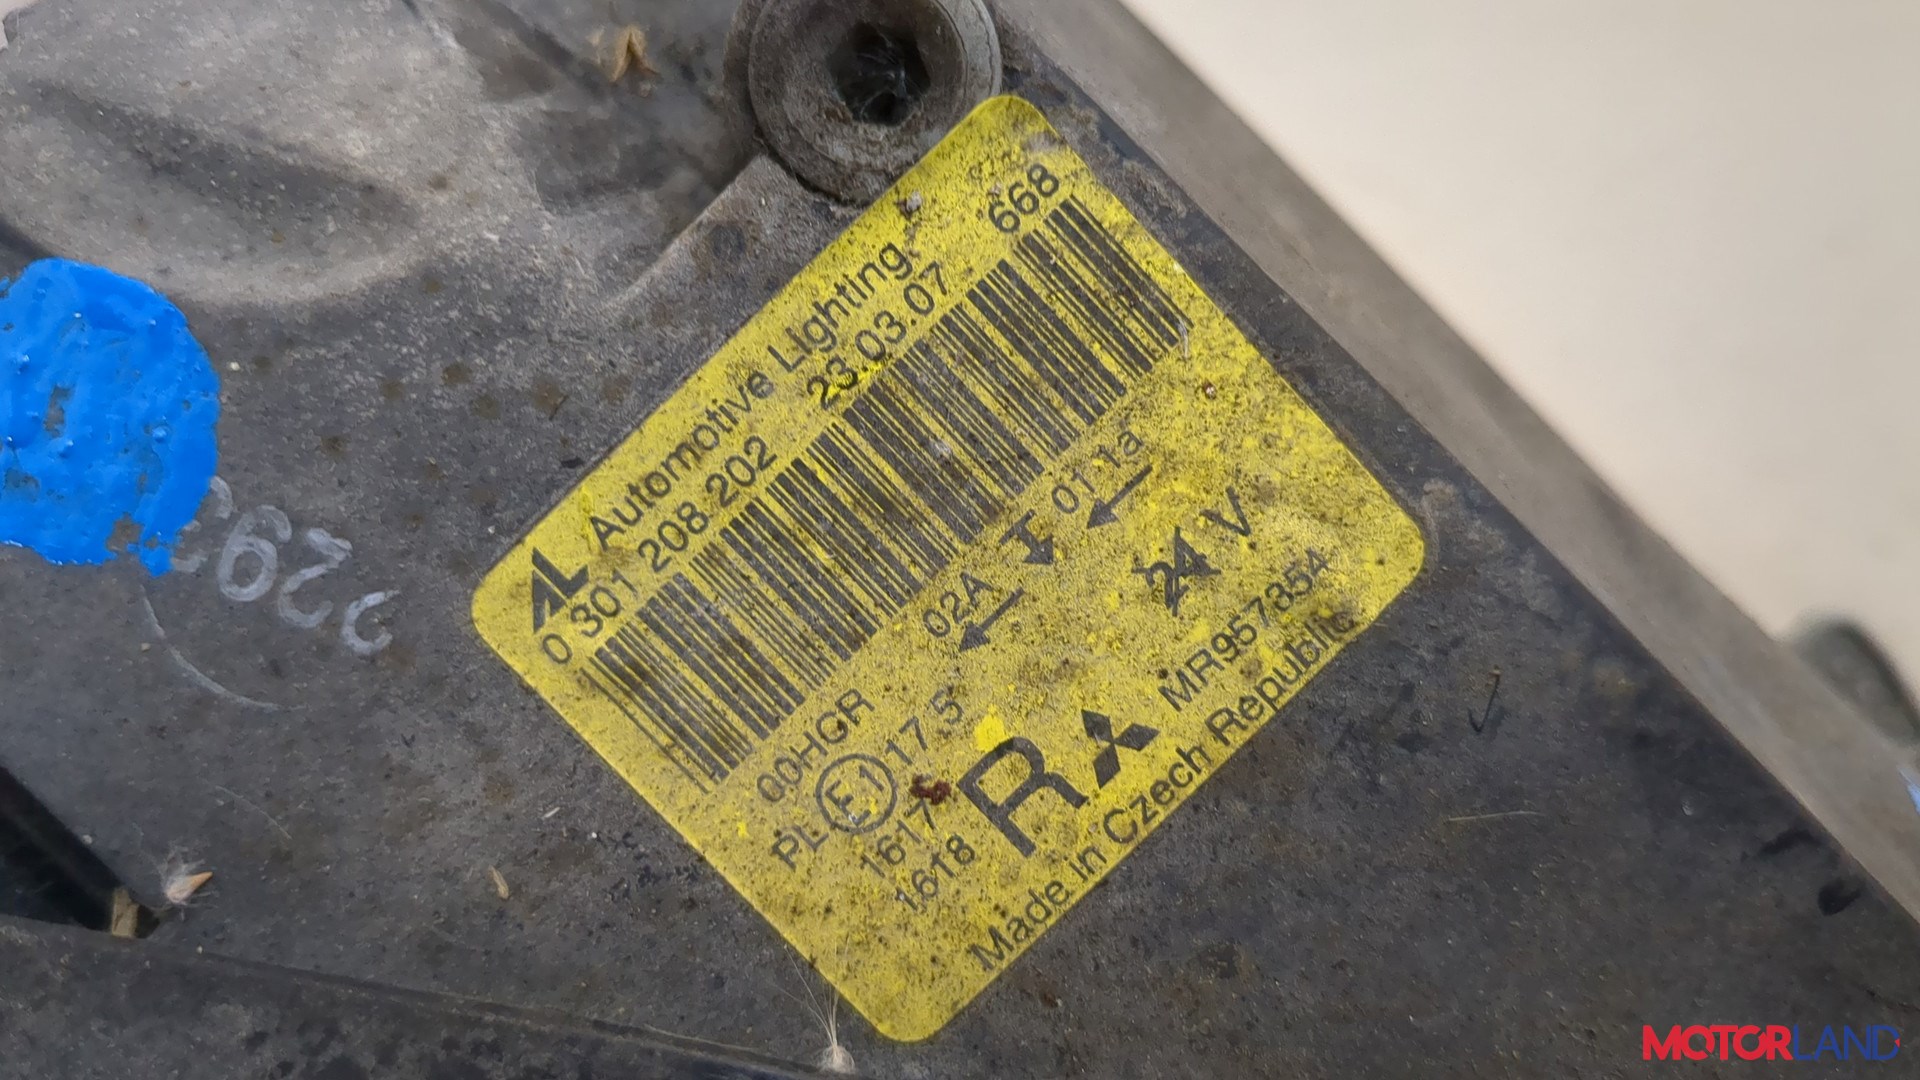 AL Automotive Lighting
0 301 208 202 23.03.07 668
00HGR 02A 01 1a
PL E1 17.5
1617
1618
R
24 V
MR957354
Made in Czech Republic
MOTORLAND